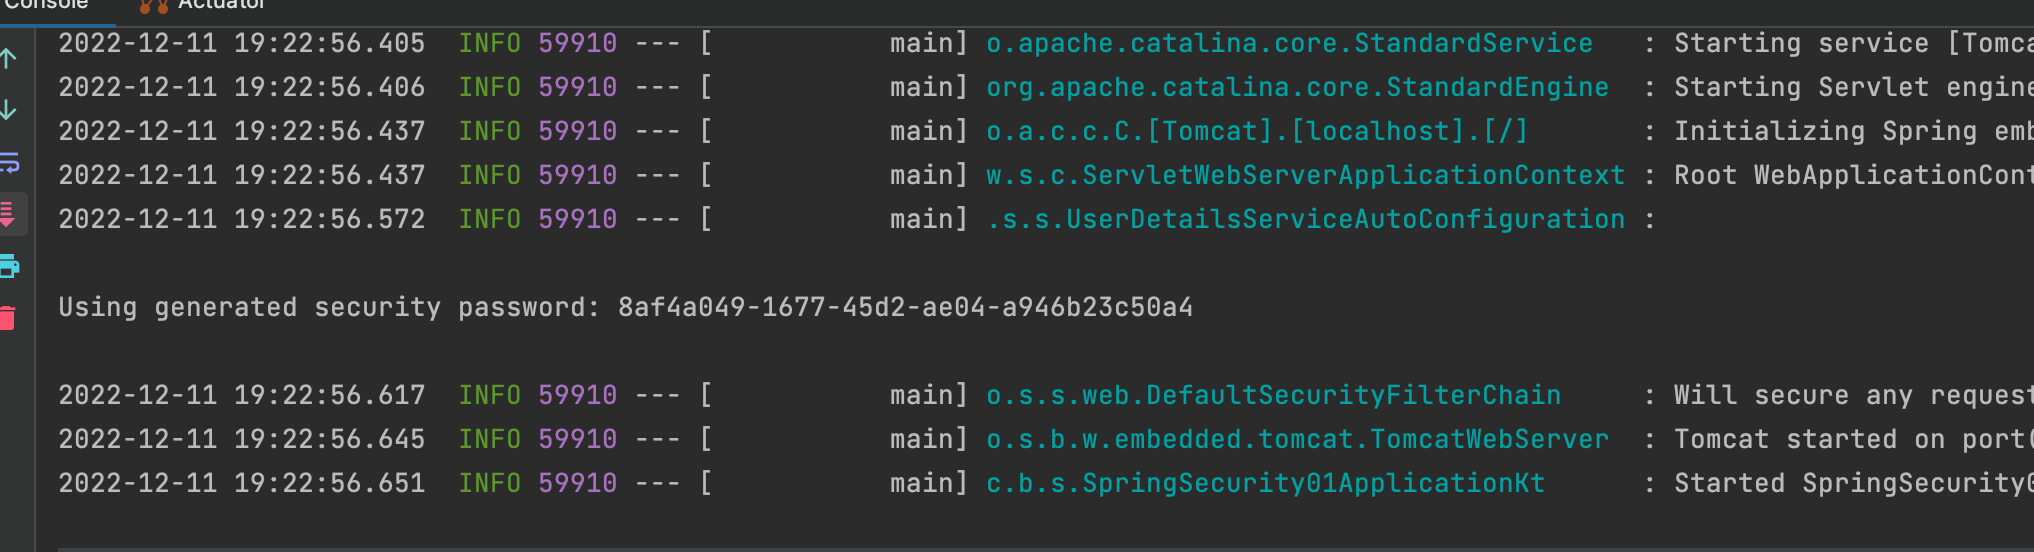 Console Actuator
2022-12-11 19:22:56.405 INFO 59910 --- [ main] o.apache.catalina.core.StandardService : Starting service [Tomca
2022-12-11 19:22:56.406 INFO 59910 --- [ main] org.apache.catalina.core.StandardEngine : Starting Servlet engine
2022-12-11 19:22:56.437 INFO 59910 --- [ main] o.a.c.c.C.[Tomcat].[localhost].[/] : Initializing Spring emb
2022-12-11 19:22:56.437 INFO 59910 --- [ main] w.s.c.ServletWebServerApplicationContext : Root WebApplicationCont
2022-12-11 19:22:56.572 INFO 59910 --- [ main] .s.s.UserDetailsServiceAutoConfiguration :
Using generated security password: 8af4a049-1677-45d2-ae04-a946b23c50a4
2022-12-11 19:22:56.617 INFO 59910 --- [ main] o.s.s.web.DefaultSecurityFilterChain : Will secure any request
2022-12-11 19:22:56.645 INFO 59910 --- [ main] o.s.b.w.embedded.tomcat.TomcatWebServer : Tomcat started on port(
2022-12-11 19:22:56.651 INFO 59910 --- [ main] c.b.s.SpringSecurity01ApplicationKt : Started SpringSecurity0